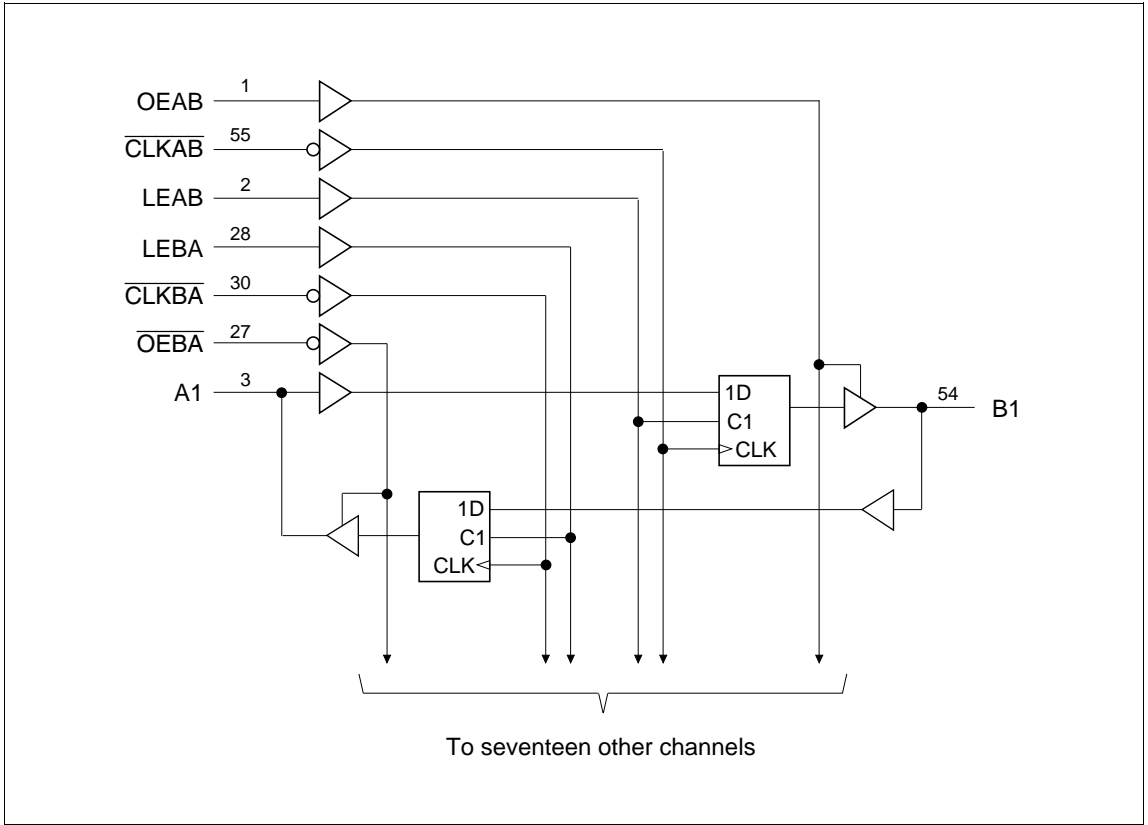 OEAB 1
CLKAB 55
LEAB 2
LEBA 28
CLKBA 30
OEBA 27
A1 3
1D
C1
CLK
54 B1
1D
C1
CLK
To seventeen other channels